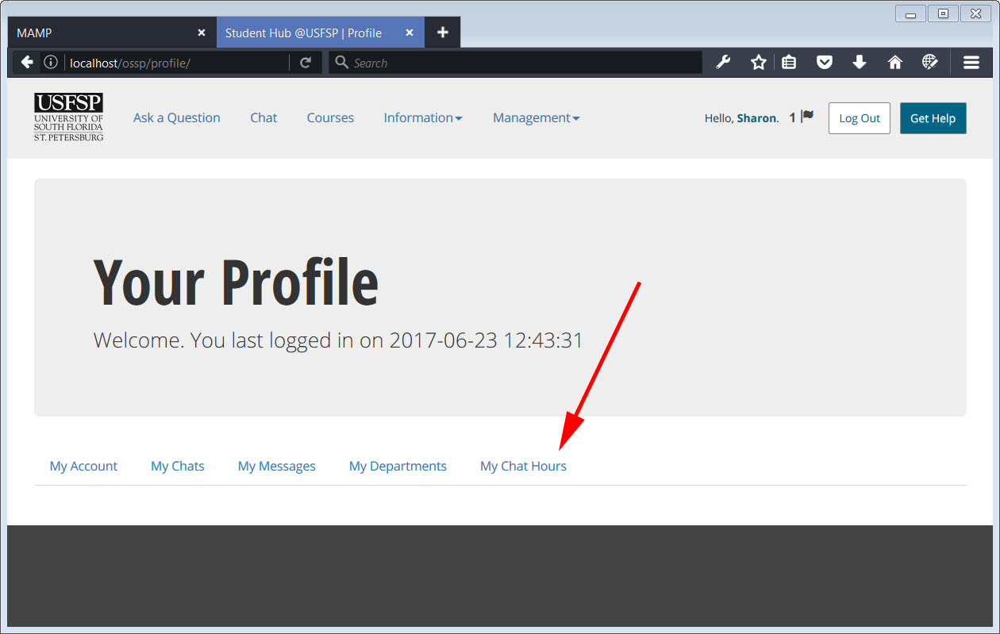 MAMP
Student Hub @USFSP | Profile
localhost/ossp/profile/
Search
USFSP
UNIVERSITY OF
SOUTH FLORIDA
ST. PETERSBURG
Ask a Question Chat Courses Information Management
Hello, Sharon. 1 Log Out Get Help
Your Profile
Welcome. You last logged in on 2017-06-23 12:43:31
My Account My Chats My Messages My Departments My Chat Hours